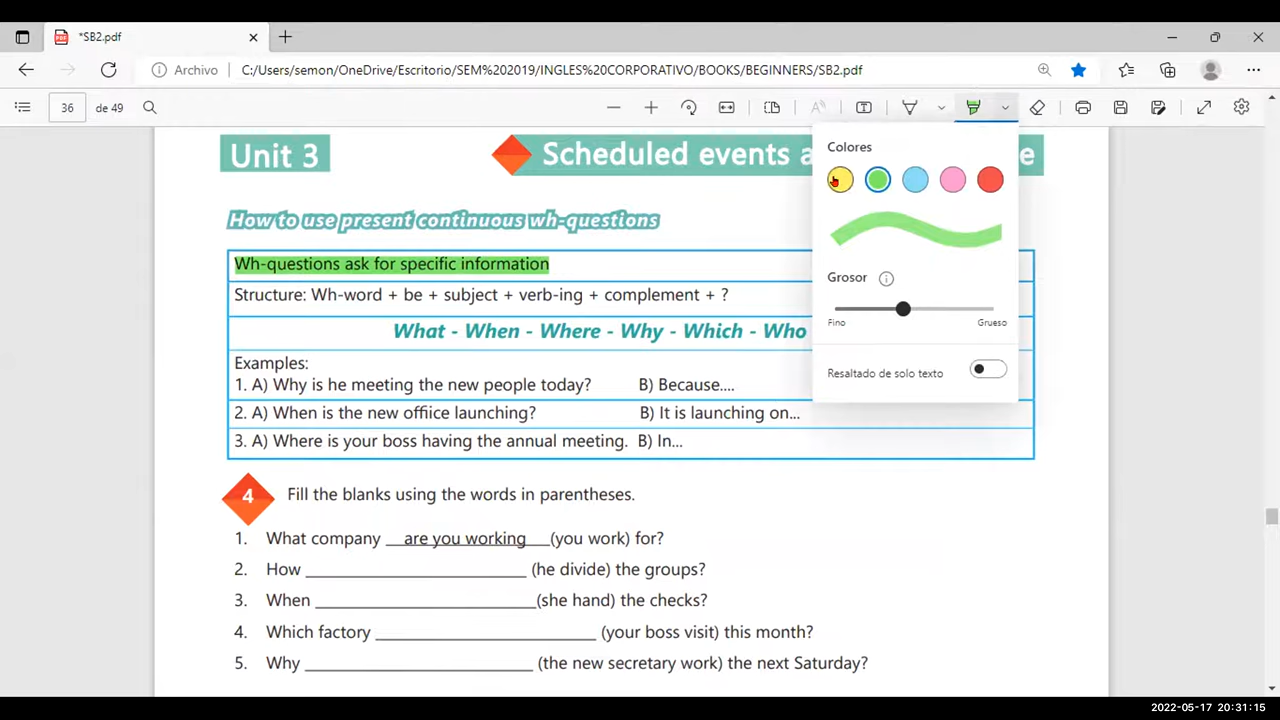 *SB2.pdf
Archivo C:/Users/semon/OneDrive/Escritorio/SEM%202019/INGLES%20CORPORATIVO/BOOKS/BEGINNERS/SB2.pdf
36 de 49
Unit 3 Scheduled events a e
Colores
How to use present continuous wh-questions
Wh-questions ask for specific information
Grosor
Structure: Wh-word + be + subject + verb-ing + complement + ?
Fino Grueso
What - When - Where - Why - Which - Who
Examples:
Resaltado de solo texto
1. A) Why is he meeting the new people today? B) Because....
2. A) When is the new office launching? B) It is launching on...
3. A) Where is your boss having the annual meeting. B) In...
4 Fill the blanks using the words in parentheses.
1. What company __are you working___(you work) for?
2. How ________________________ (he divide) the groups?
3. When ________________________(she hand) the checks?
4. Which factory ________________________ (your boss visit) this month?
5. Why _________________________ (the new secretary work) the next Saturday?
2022-05-17 20:31:15